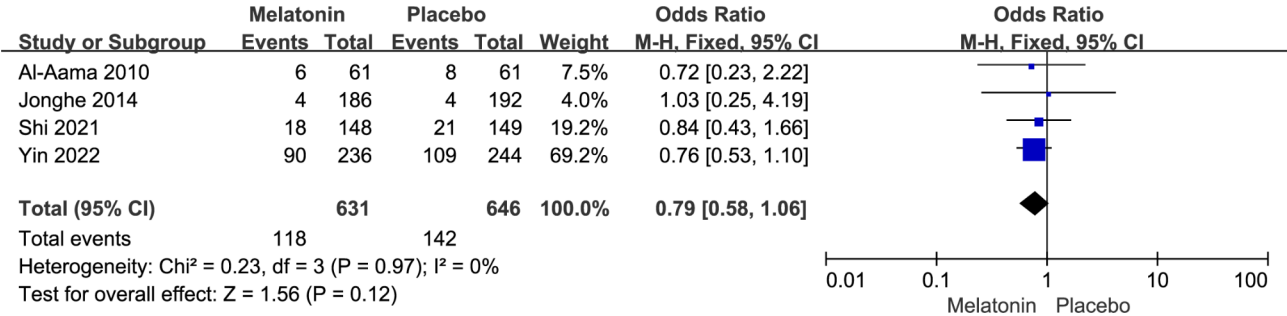 Melatonin Placebo Odds Ratio Odds Ratio
Study or Subgroup Events Total Events Total Weight M-H, Fixed, 95% CI M-H, Fixed, 95% CI
Al-Aama 2010 6 61 8 61 7.5% 0.72 [0.23, 2.22]
Jonghe 2014 4 186 4 192 4.0% 1.03 [0.25, 4.19]
Shi 2021 18 148 21 149 19.2% 0.84 [0.43, 1.66]
Yin 2022 90 236 109 244 69.2% 0.76 [0.53, 1.10]
Total (95% CI) 631 646 100.0% 0.79 [0.58, 1.06]
Total events 118 142
Heterogeneity: Chi² = 0.23, df = 3 (P = 0.97); I² = 0%
Test for overall effect: Z = 1.56 (P = 0.12)
0.01 0.1 1 10 100
Melatonin Placebo